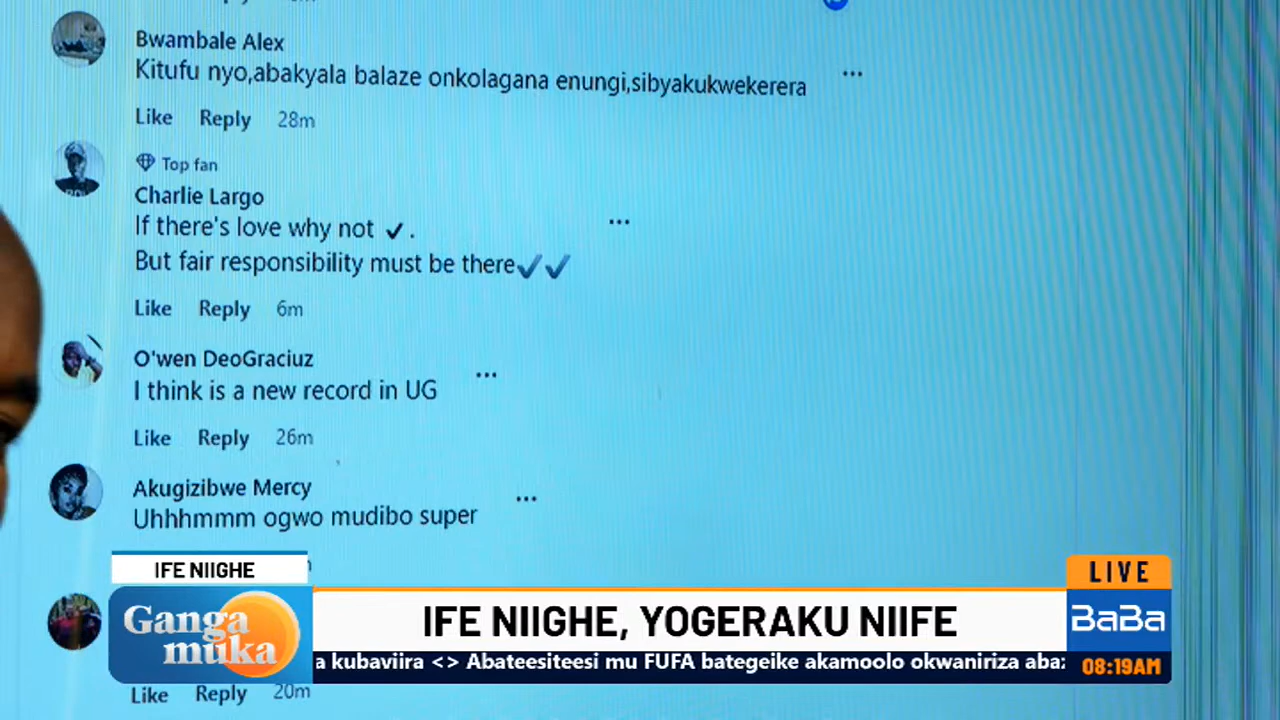 Bwambale Alex
Kitufu nyo,abakyala balaze onkolagana enungi,sibyakukwekerera
Like Reply 28m
Top fan
Charlie Largo
If there's love why not ✔ .
But fair responsibility must be there✔✔
Like Reply 6m
O'wen DeoGraciuz
I think is a new record in UG
Like Reply 26m
Akugizibwe Mercy
Uhhhmmm ogwo mudibo super
IFE NIIGHE
Ganga muka
IFE NIIGHE, YOGERAKU NIIFE
LIVE
BaBa
a kubaviira <> Abateesiteesi mu FUFA bategeike akamoolo okwaniriza aba
08:19AM
Like Reply 20m